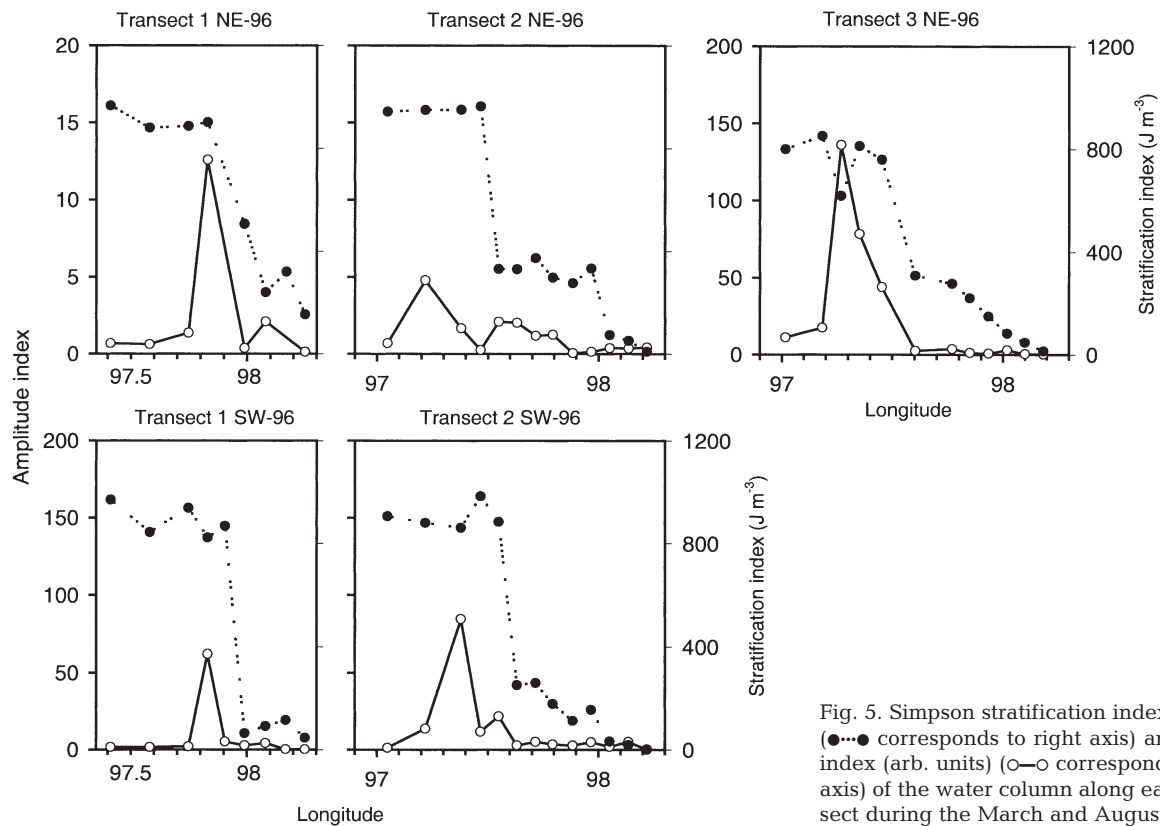 Transect 1 NE-96
Transect 2 NE-96
Transect 3 NE-96
20
15
10
5
0
97.5
98
97
98
200
150
100
50
0
1200
800
400
0
97
98
Longitude
Stratification index (J m-3)
Amplitude index
Transect 1 SW-96
Transect 2 SW-96
200
150
100
50
0
97.5
98
97
98
1200
800
400
0
Stratification index (J m-3)
Longitude
Fig. 5. Simpson stratification index
(●···● corresponds to right axis)
index (arb. units) (○—○
axis) of the water column along
sect during the March and